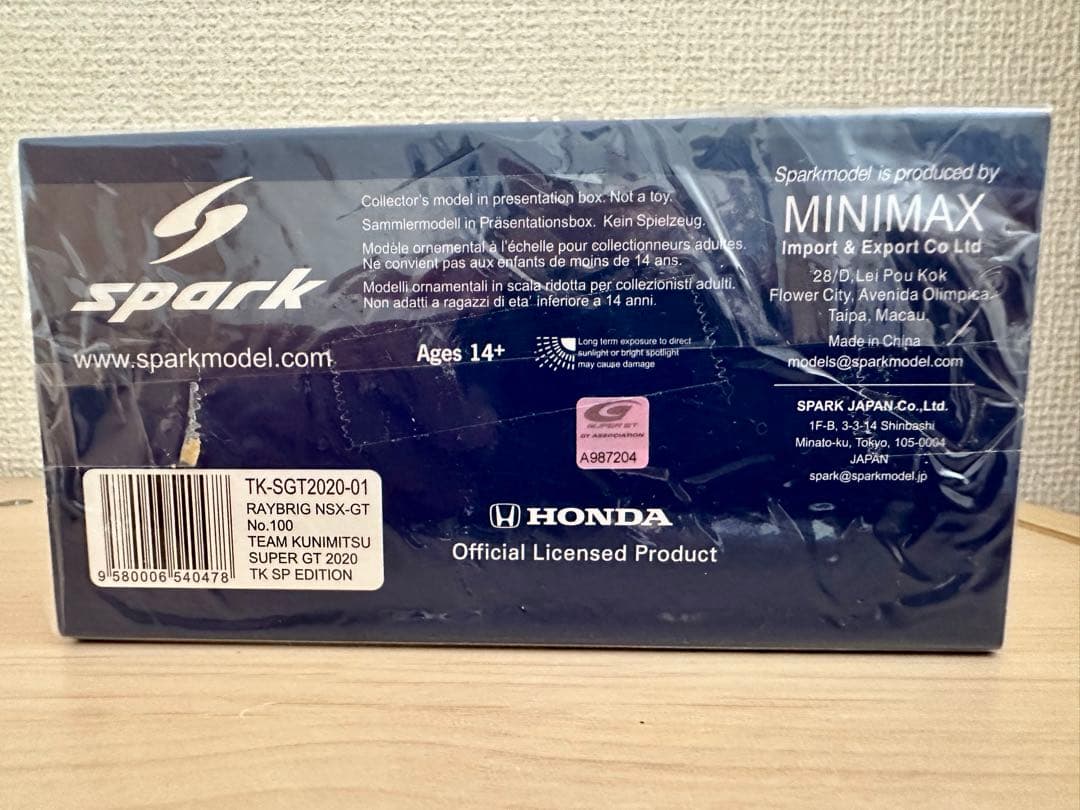 spark
www.sparkmodel.com
Collector's model in presentation box. Not a toy.
Sammlermodell in Präsentationsbox. Kein Spielzeug.
Modèle ornemental à l'échelle pour collectionneurs adultes.
Ne convient pas aux enfants de moins de 14 ans.
Modelli ornamentali in scala ridotta per collezionisti adulti.
Non adatti a ragazzi di eta' inferiore a 14 anni.
Ages 14+
Long term exposure to direct
sunlight or bright spotlight
may cause damage
Sparkmodel is produced by
MINIMAX
Import & Export Co Ltd
28/D, Lei Pou Kok
Flower City, Avenida Olimpica
Taipa, Macau.
Made in China
models@sparkmodel.com
SPARK JAPAN Co.,Ltd.
1F-B, 3-3-14 Shinbashi
Minato-ku, Tokyo, 105-0004
JAPAN
spark@sparkmodel.jp
SUPER GT
GT ASSOCIATION
A987204
HONDA
Official Licensed Product
TK-SGT2020-01
RAYBRIG NSX-GT
No.100
TEAM KUNIMITSU
SUPER GT 2020
TK SP EDITION
9 580006 540478